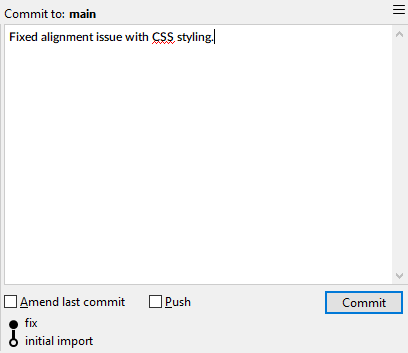 Commit to: main
Fixed alignment issue with CSS styling.
Amend last commit Push Commit
fix
initial import